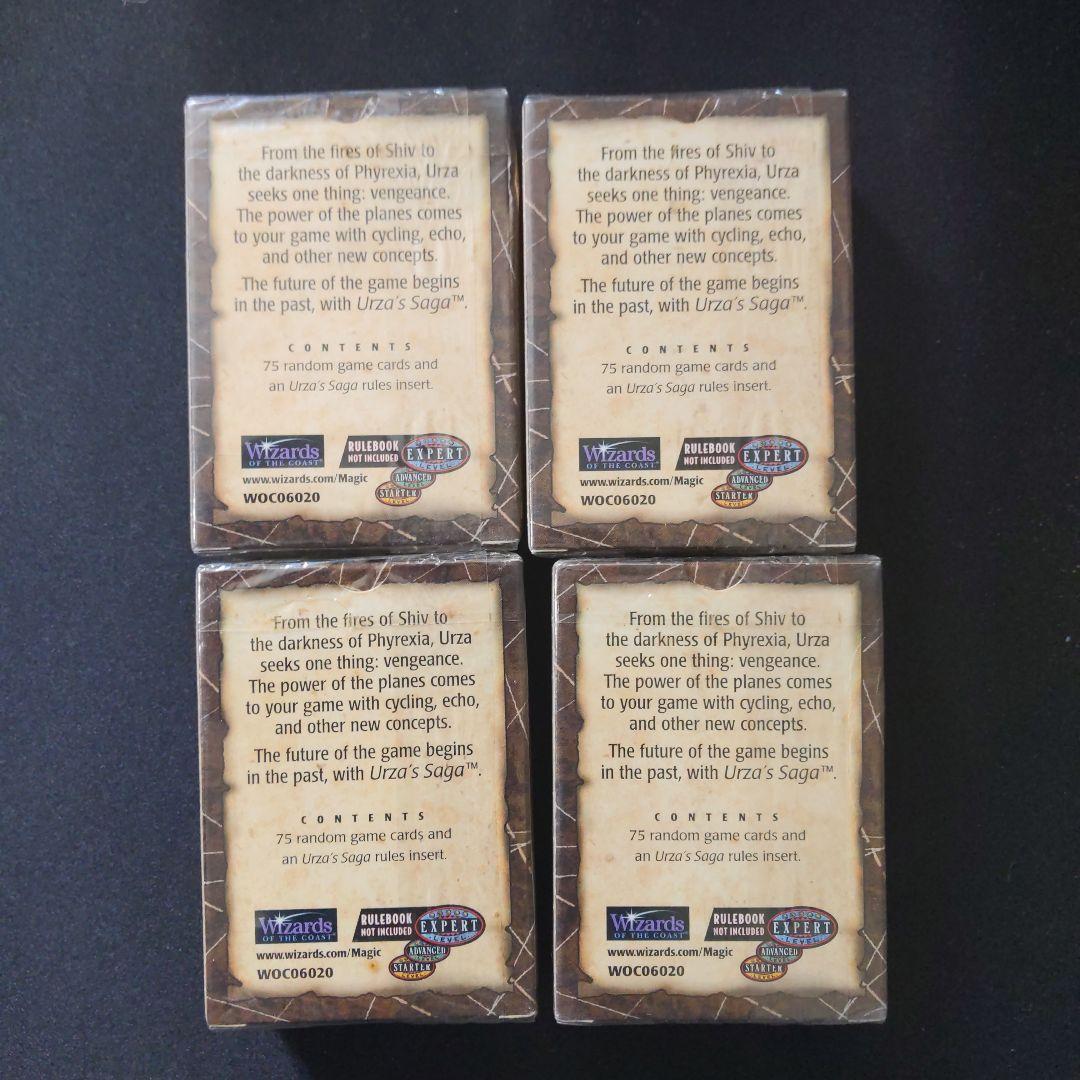 From the fires of Shiv to
the darkness of Phyrexia, Urza
seeks one thing: vengeance.
The power of the planes comes
to your game with cycling, echo,
and other new concepts.
The future of the game begins
in the past, with Urza's Saga™.
CONTENTS
75 random game cards and
an Urza's Saga rules insert.
Wizards
OF THE COAST
RULEBOOK
NOT INCLUDED
EXPERT
LEVEL
ADVANCED
STARTER
LEVEL
www.wizards.com/Magic
WOC06020
From the fires of Shiv to
the darkness of Phyrexia, Urza
seeks one thing: vengeance.
The power of the planes comes
to your game with cycling, echo,
and other new concepts.
The future of the game begins
in the past, with Urza's Saga™.
CONTENTS
75 random game cards and
an Urza's Saga rules insert.
Wizards
OF THE COAST
RULEBOOK
NOT INCLUDED
EXPERT
LEVEL
ADVANCED
STARTER
LEVEL
www.wizards.com/Magic
WOC06020
From the fires of Shiv to
the darkness of Phyrexia, Urza
seeks one thing: vengeance.
The power of the planes comes
to your game with cycling, echo,
and other new concepts.
The future of the game begins
in the past, with Urza's Saga™.
CONTENTS
75 random game cards and
an Urza's Saga rules insert.
Wizards
OF THE COAST
RULEBOOK
NOT INCLUDED
EXPERT
LEVEL
ADVANCED
STARTER
LEVEL
www.wizards.com/Magic
WOC06020
From the fires of Shiv to
the darkness of Phyrexia, Urza
seeks one thing: vengeance.
The power of the planes comes
to your game with cycling, echo,
and other new concepts.
The future of the game begins
in the past, with Urza's Saga™.
CONTENTS
75 random game cards and
an Urza's Saga rules insert.
Wizards
OF THE COAST
RULEBOOK
NOT INCLUDED
EXPERT
LEVEL
ADVANCED
STARTER
LEVEL
www.wizards.com/Magic
WOC06020